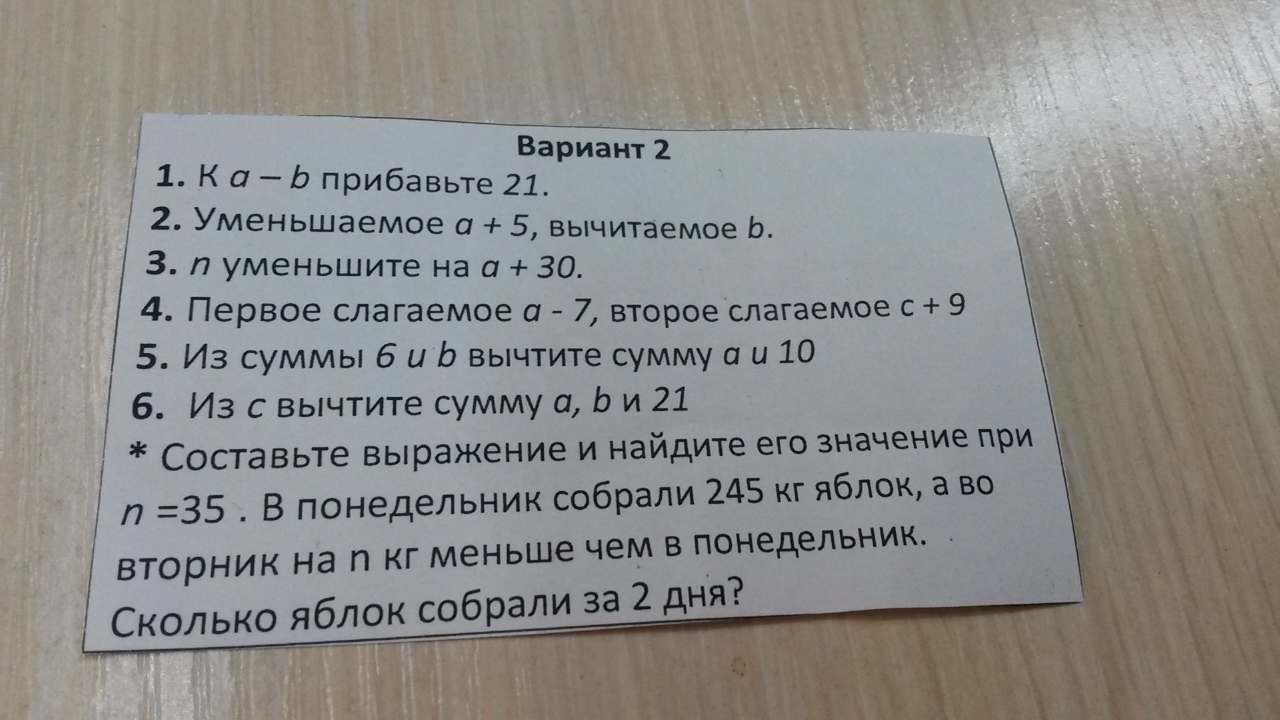 Вариант 2
1. К a – b прибавьте 21.
2. Уменьшаемое a + 5, вычитаемое b.
3. n уменьшите на a + 30.
4. Первое слагаемое a - 7, второе слагаемое c + 9
5. Из суммы 6 и b вычтите сумму a и 10
6. Из c вычтите сумму a, b и 21
* Составьте выражение и найдите его значение при
n =35 . В понедельник собрали 245 кг яблок, а во
вторник на n кг меньше чем в понедельник.
Сколько яблок собрали за 2 дня?